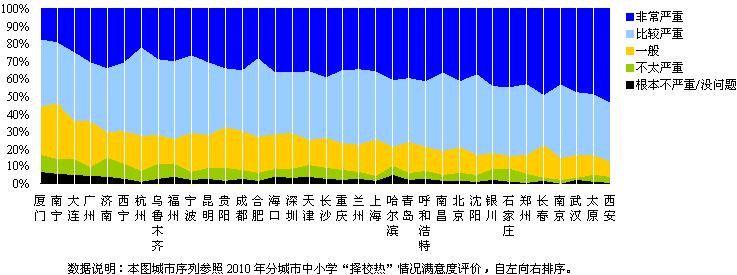 100%
90%
80%
70%
60%
50%
40%
30%
20%
10%
0%
非常严重
比较严重
一般
不太严重
根本不严重/没问题
厦门
南宁
大连
广州
济南
西宁
杭州
乌鲁木齐
福州
宁波
昆明
贵阳
成都
合肥
海口
深圳
天津
长沙
重庆
兰州
上海
哈尔滨
青岛
呼和浩特
南昌
北京
沈阳
银川
石家庄
郑州
长春
南京
武汉
太原
西安
数据说明：本图城市序列参照 2010 年分城市中小学“择校热”情况满意度评价，自左向右排序。